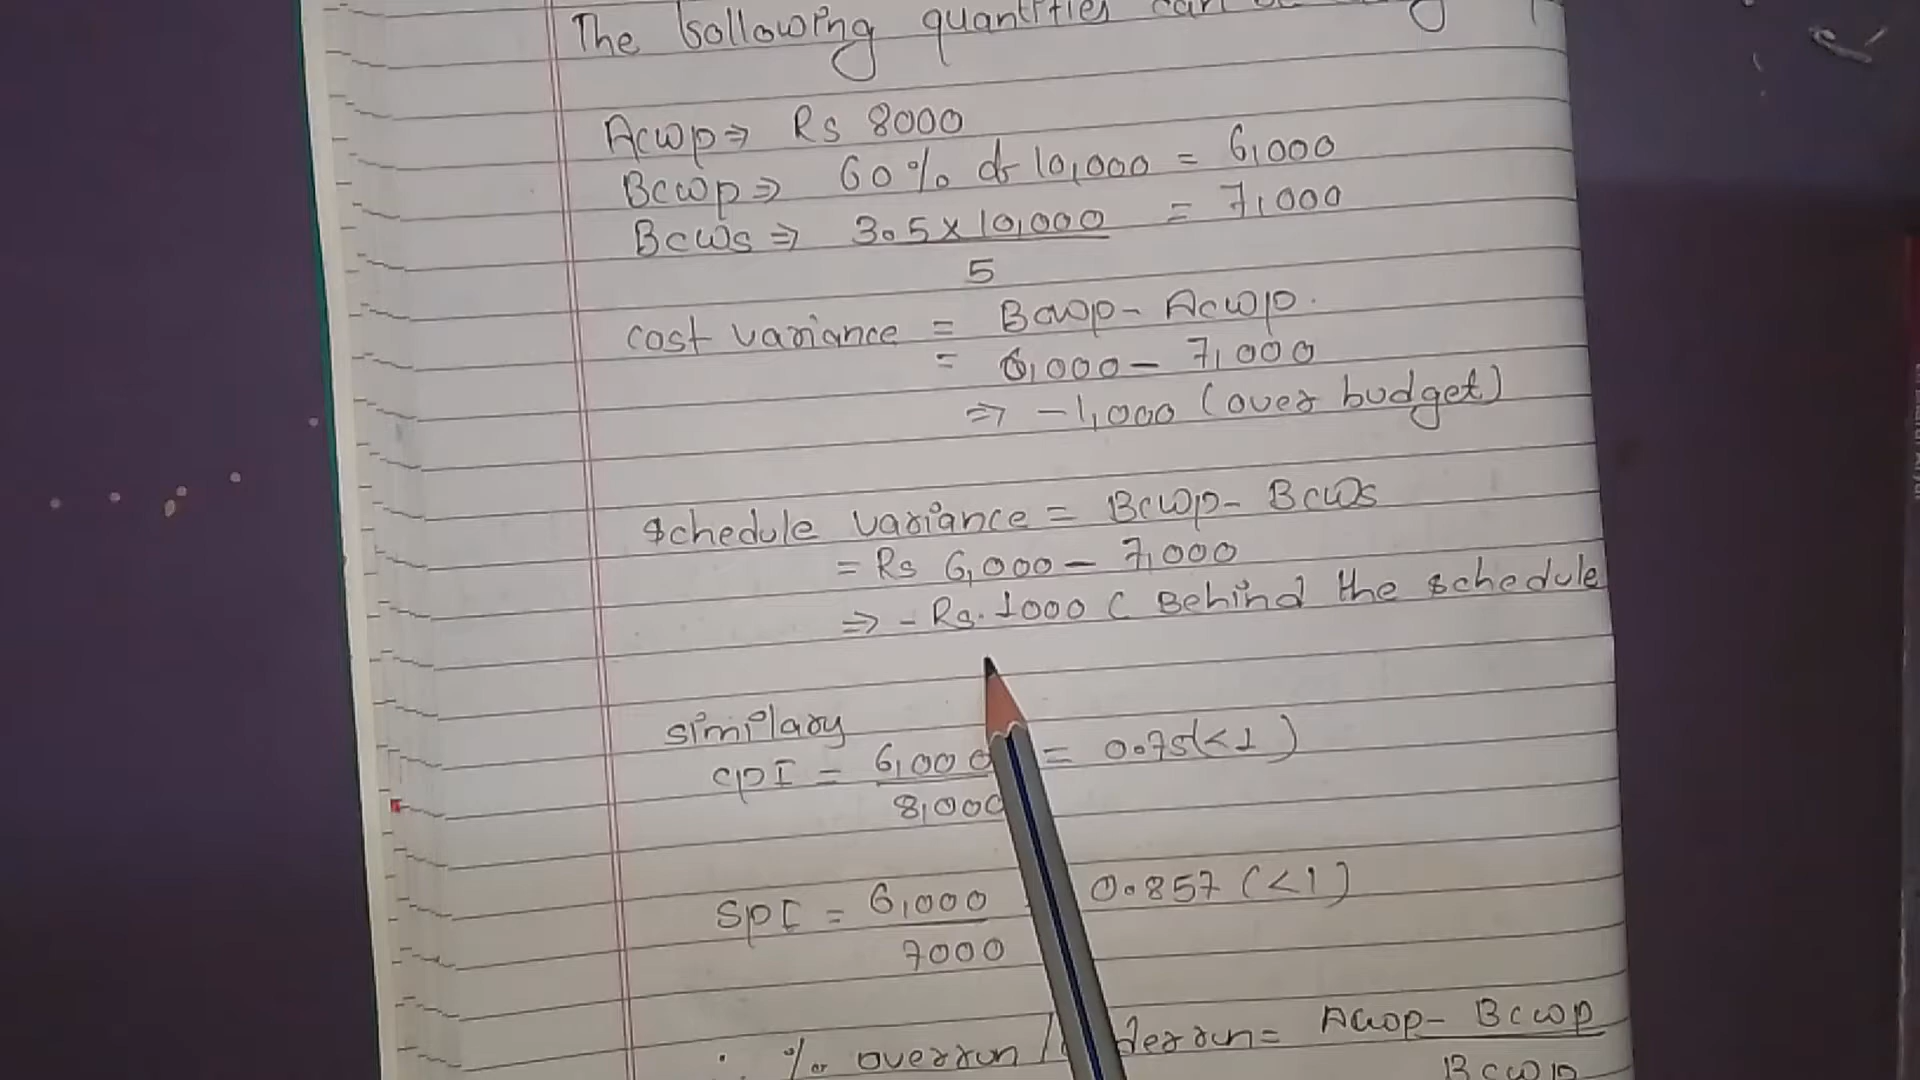 The following quantities can
Acwp ⇒ Rs 8000
Bcwp ⇒ 60% of 10,000 = 6,000
Bcws ⇒ 3.5 x 10,000 = 7,000
5
cost variance = Bcwp - Acwp.
= 6,000 - 7,000
⇒ -1,000 (over budget)
Schedule variance = Bcwp - Bcws
= Rs 6,000 - 7,000
⇒ - Rs. 1000 ( Behind the schedule
similary
CPI = 6,000 = 0.75(<1)
8,000
SPI = 6,000 0.857 (<1)
7000
∴ % overrun / derrun = Acwp - Bcwp
Bcwp